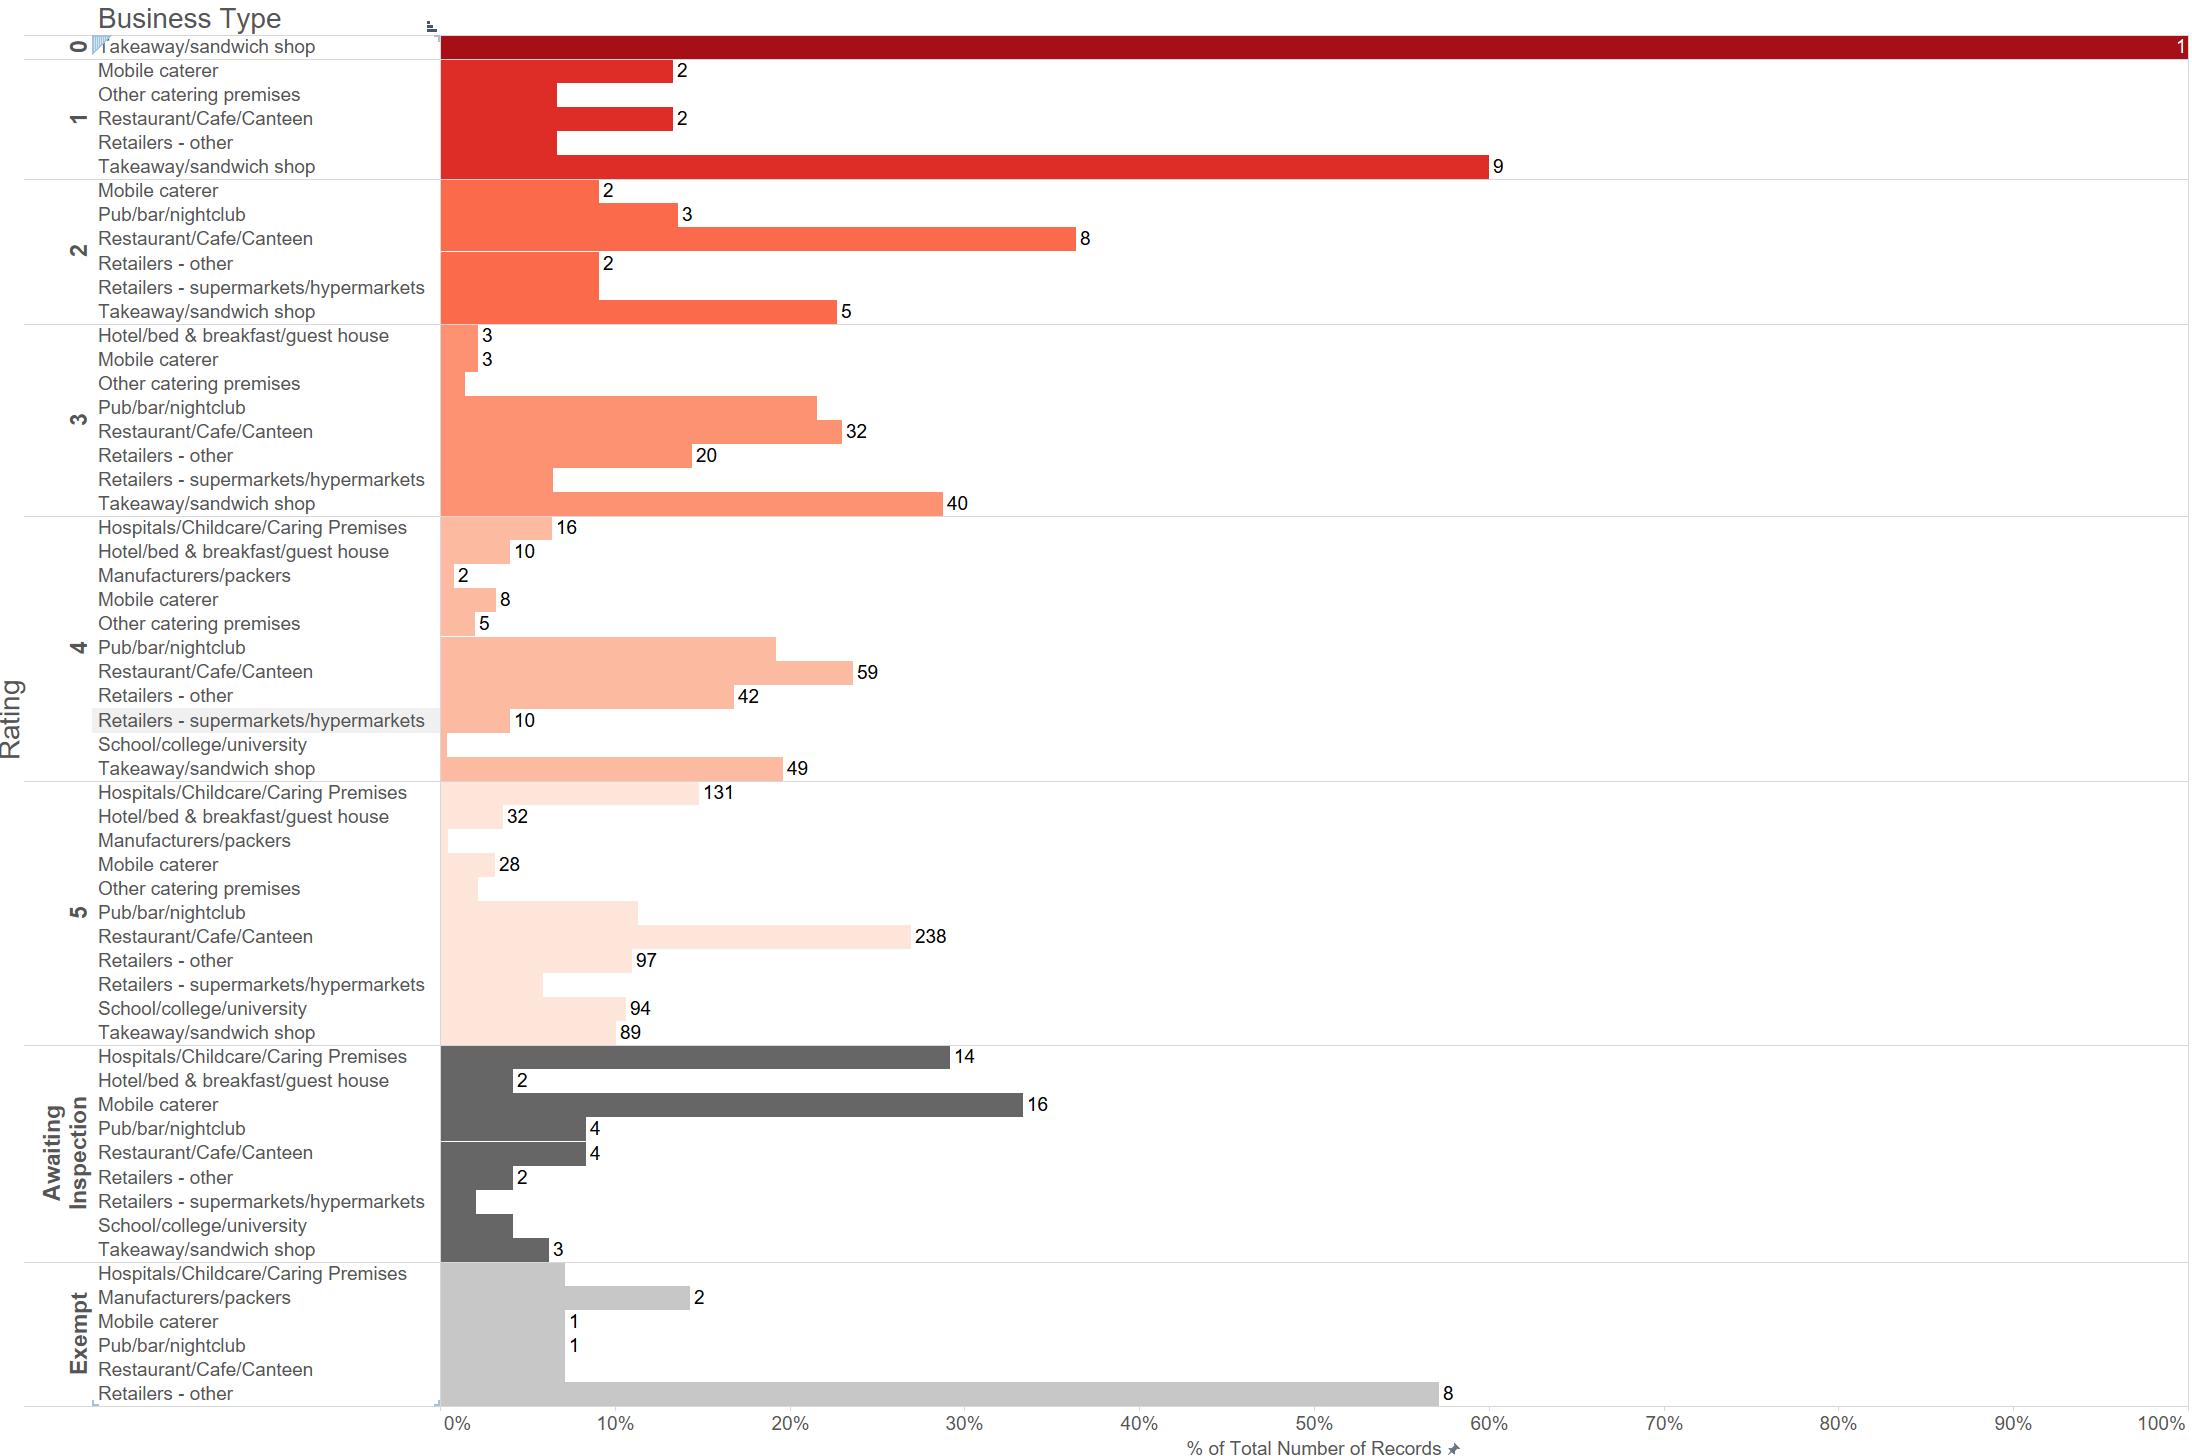 Business Type
Rating
0
Takeaway/sandwich shop 1
1
Mobile caterer 2
Other catering premises
Restaurant/Cafe/Canteen 2
Retailers - other
Takeaway/sandwich shop 9
2
Mobile caterer 2
Pub/bar/nightclub 3
Restaurant/Cafe/Canteen 8
Retailers - other 2
Retailers - supermarkets/hypermarkets
Takeaway/sandwich shop 5
3
Hotel/bed & breakfast/guest house 3
Mobile caterer 3
Other catering premises
Pub/bar/nightclub
Restaurant/Cafe/Canteen 32
Retailers - other 20
Retailers - supermarkets/hypermarkets
Takeaway/sandwich shop 40
4
Hospitals/Childcare/Caring Premises 16
Hotel/bed & breakfast/guest house 10
Manufacturers/packers 2
Mobile caterer 8
Other catering premises 5
Pub/bar/nightclub
Restaurant/Cafe/Canteen 59
Retailers - other 42
Retailers - supermarkets/hypermarkets 10
School/college/university
Takeaway/sandwich shop 49
5
Hospitals/Childcare/Caring Premises 131
Hotel/bed & breakfast/guest house 32
Manufacturers/packers
Mobile caterer 28
Other catering premises
Pub/bar/nightclub
Restaurant/Cafe/Canteen 238
Retailers - other 97
Retailers - supermarkets/hypermarkets
School/college/university 94
Takeaway/sandwich shop 89
Awaiting
Inspection
Hospitals/Childcare/Caring Premises 14
Hotel/bed & breakfast/guest house 2
Mobile caterer 16
Pub/bar/nightclub 4
Restaurant/Cafe/Canteen 4
Retailers - other 2
Retailers - supermarkets/hypermarkets
School/college/university
Takeaway/sandwich shop 3
Exempt
Hospitals/Childcare/Caring Premises
Manufacturers/packers 2
Mobile caterer 1
Pub/bar/nightclub 1
Restaurant/Cafe/Canteen
Retailers - other 8
0% 10% 20% 30% 40% 50% 60% 70% 80% 90% 100%
% of Total Number of Records